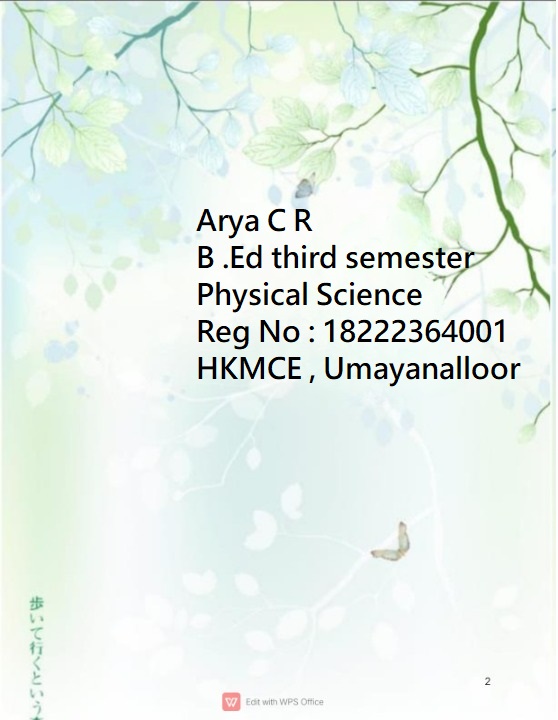 Arya C R
B .Ed third semester
Physical Science
Reg No : 18222364001
HKMCE , Umayanalloor
歩いて行くという
2
Edit with WPS Office